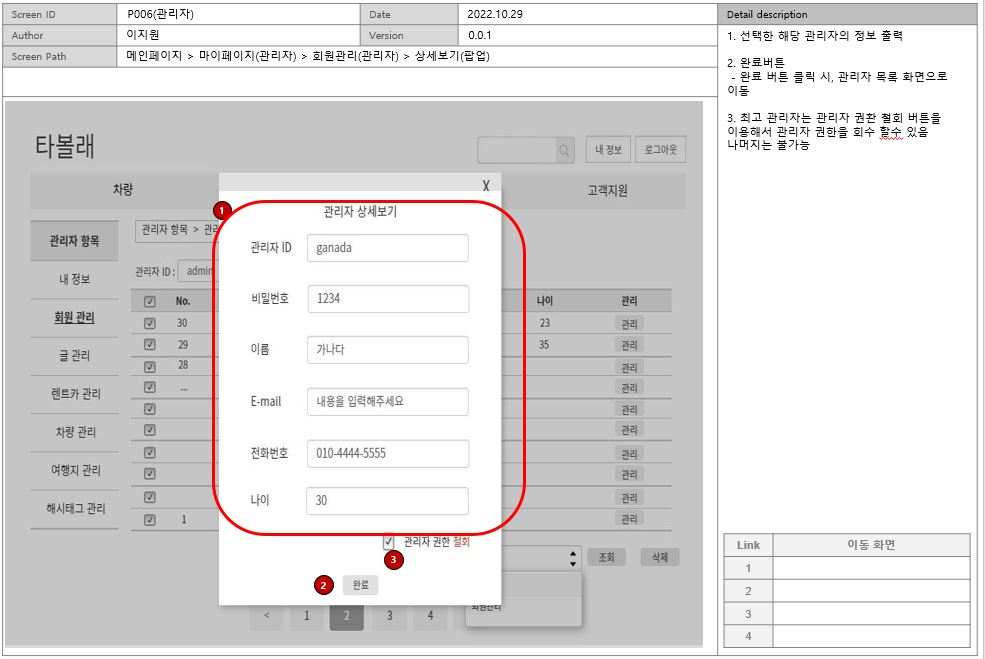 Screen ID P006(관리자) Date 2022.10.29 Detail description
Author 이지원 Version 0.0.1
Screen Path 메인페이지 > 마이페이지(관리자) > 회원관리(관리자) > 상세보기(팝업)
1. 선택한 해당 관리자의 정보 출력
2. 완료버튼
- 완료 버튼 클릭 시, 관리자 목록 화면으로
이동
3. 최고 관리자는 관리자 권환 철회 버튼을
이용해서 관리자 권한을 회수 할수 있음
나머지는 불가능
타볼래
내 정보 로그아웃
차량 고객지원
X
1
관리자 상세보기
관리자 항목
내 정보
회원 관리
글 관리
렌트카 관리
차량 관리
여행지 관리
해시태그 관리
관리자 항목 > 관리
관리자 ID : admin
No. 나이 관리
30 23 관리
29 35 관리
28 관리
... 관리
관리
관리
관리
관리
관리
1 관리
관리자 ID ganada
비밀번호 1234
이름 가나다
E-mail 내용을 입력해주세요
전화번호 010-4444-5555
나이 30
관리자 권한 철회
3
2 완료
조회 삭제
회원관리
< 1 2 3 4
Link 이동 화면
1
2
3
4